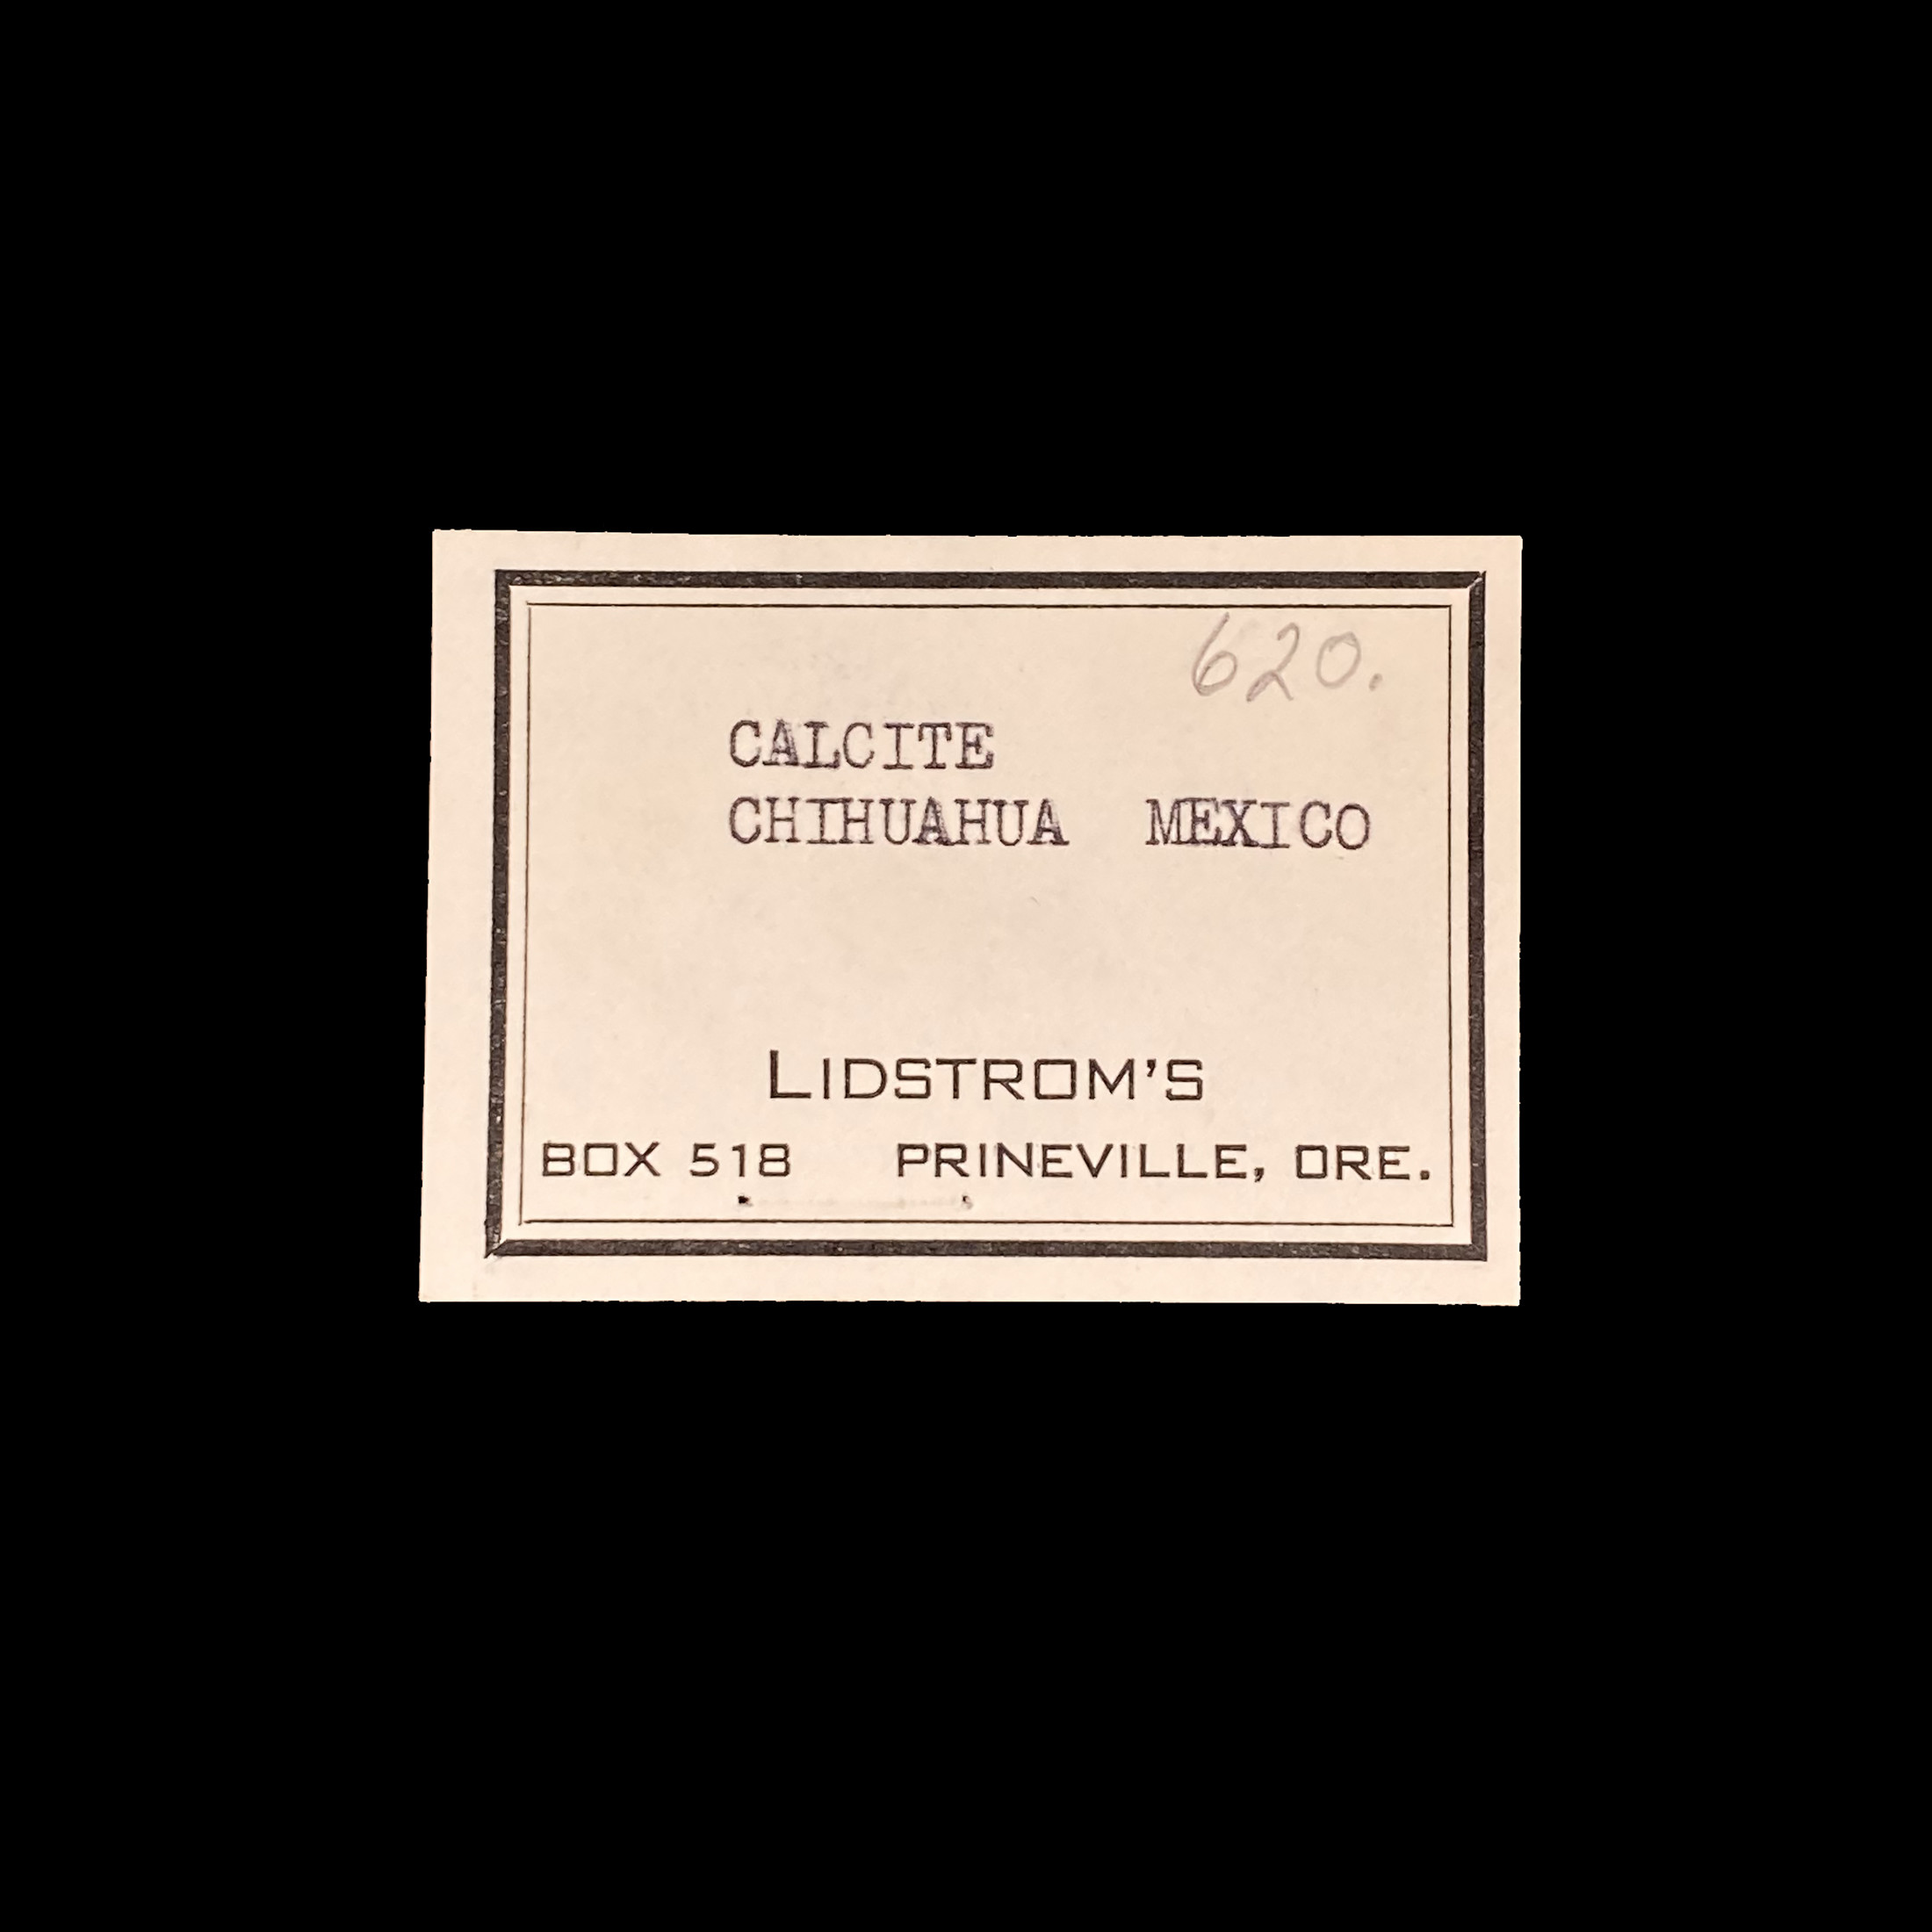 620.
CALCITE
CHIHUAHUA MEXICO
LIDSTROM'S
BOX 518 PRINEVILLE, ORE.